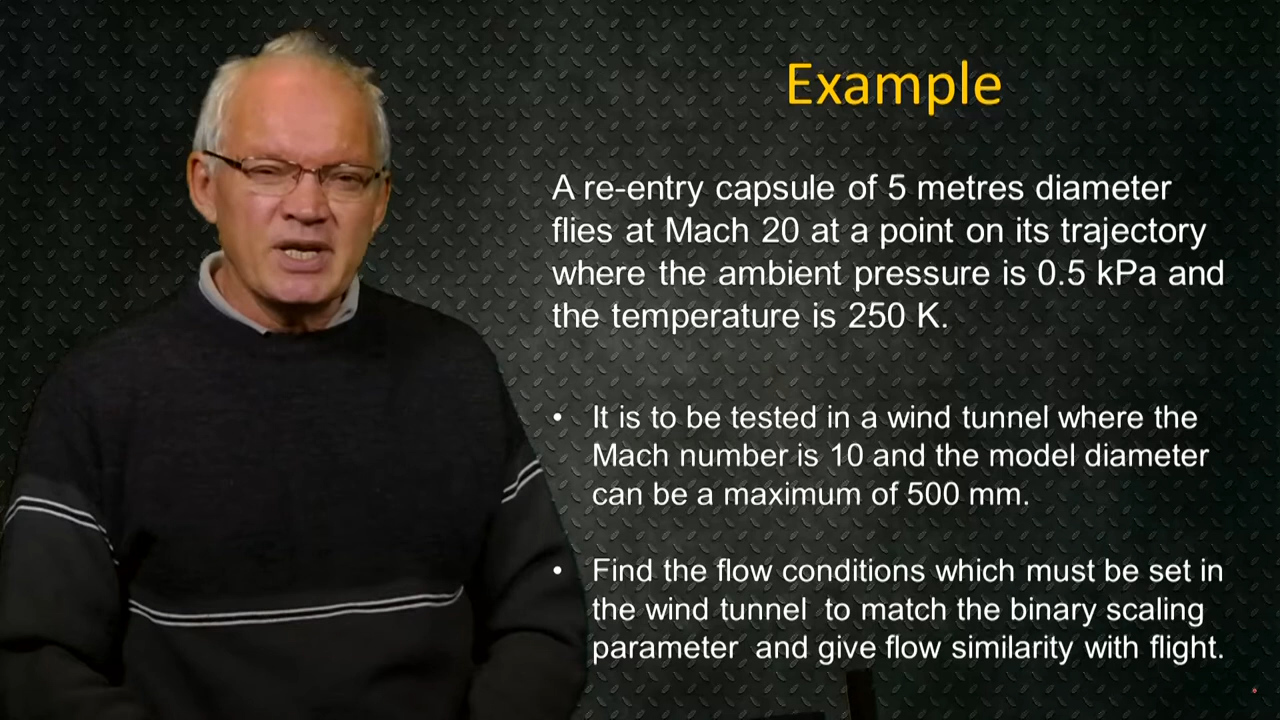 Example
A re-entry capsule of 5 metres diameter
flies at Mach 20 at a point on its trajectory
where the ambient pressure is 0.5 kPa and
the temperature is 250 K.
• It is to be tested in a wind tunnel where the
Mach number is 10 and the model diameter
can be a maximum of 500 mm.
• Find the flow conditions which must be set in
the wind tunnel to match the binary scaling
parameter and give flow similarity with flight.